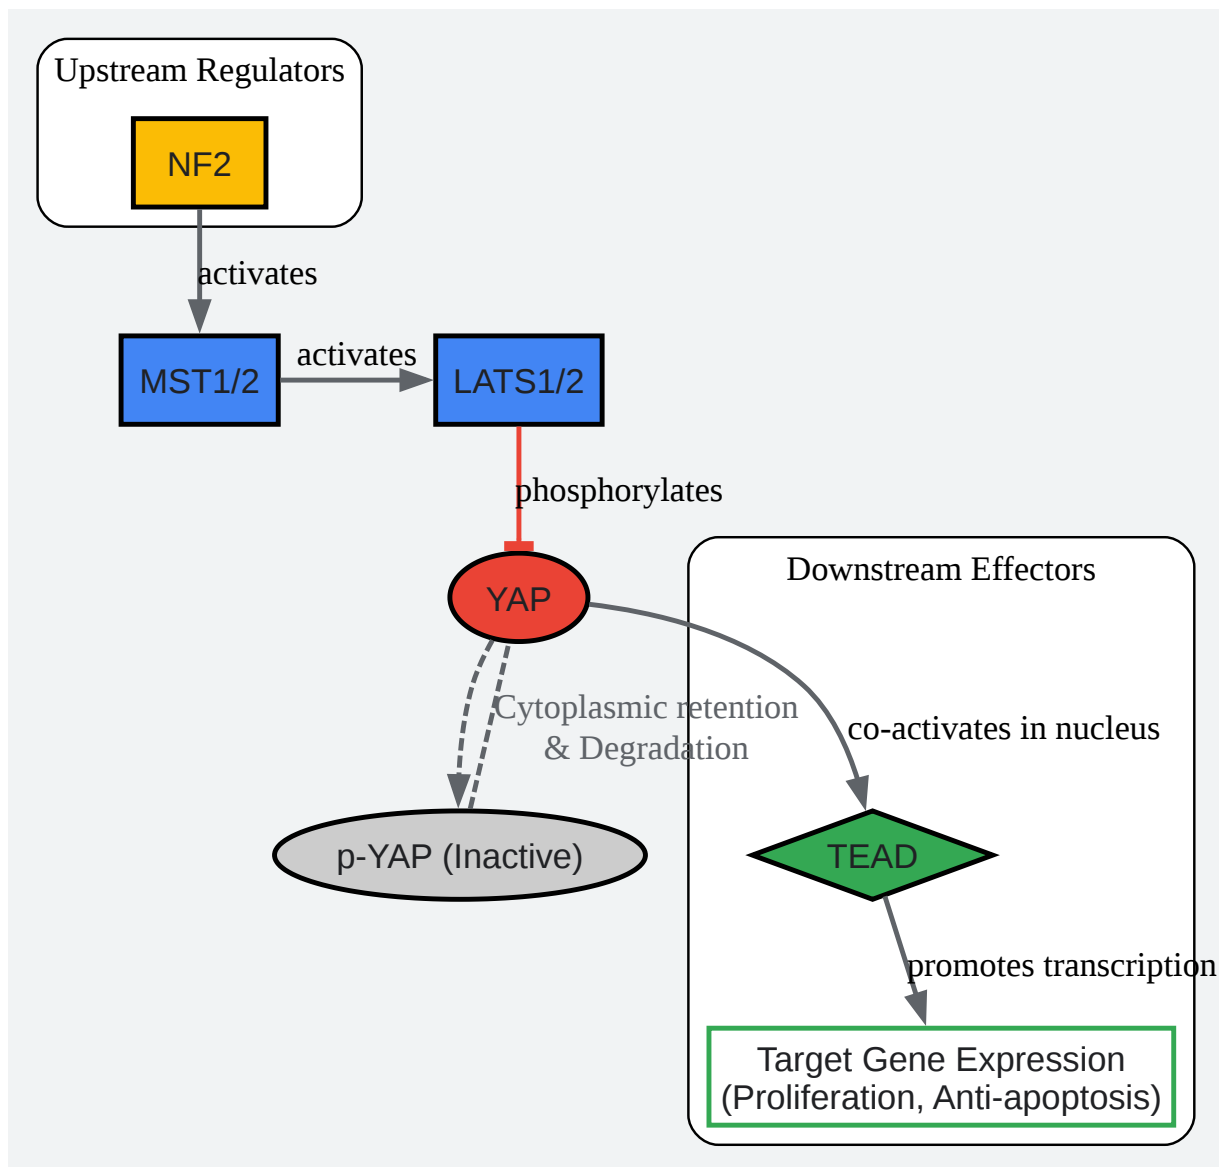 Upstream Regulators
NF2
activates
MST1/2
activates
LATS1/2
phosphorylates
YAP
Downstream Effectors
Cytoplasmic retention
& Degradation
co-activates in nucleus
p-YAP (Inactive)
TEAD
promotes transcription
Target Gene Expression
(Proliferation, Anti-apoptosis)